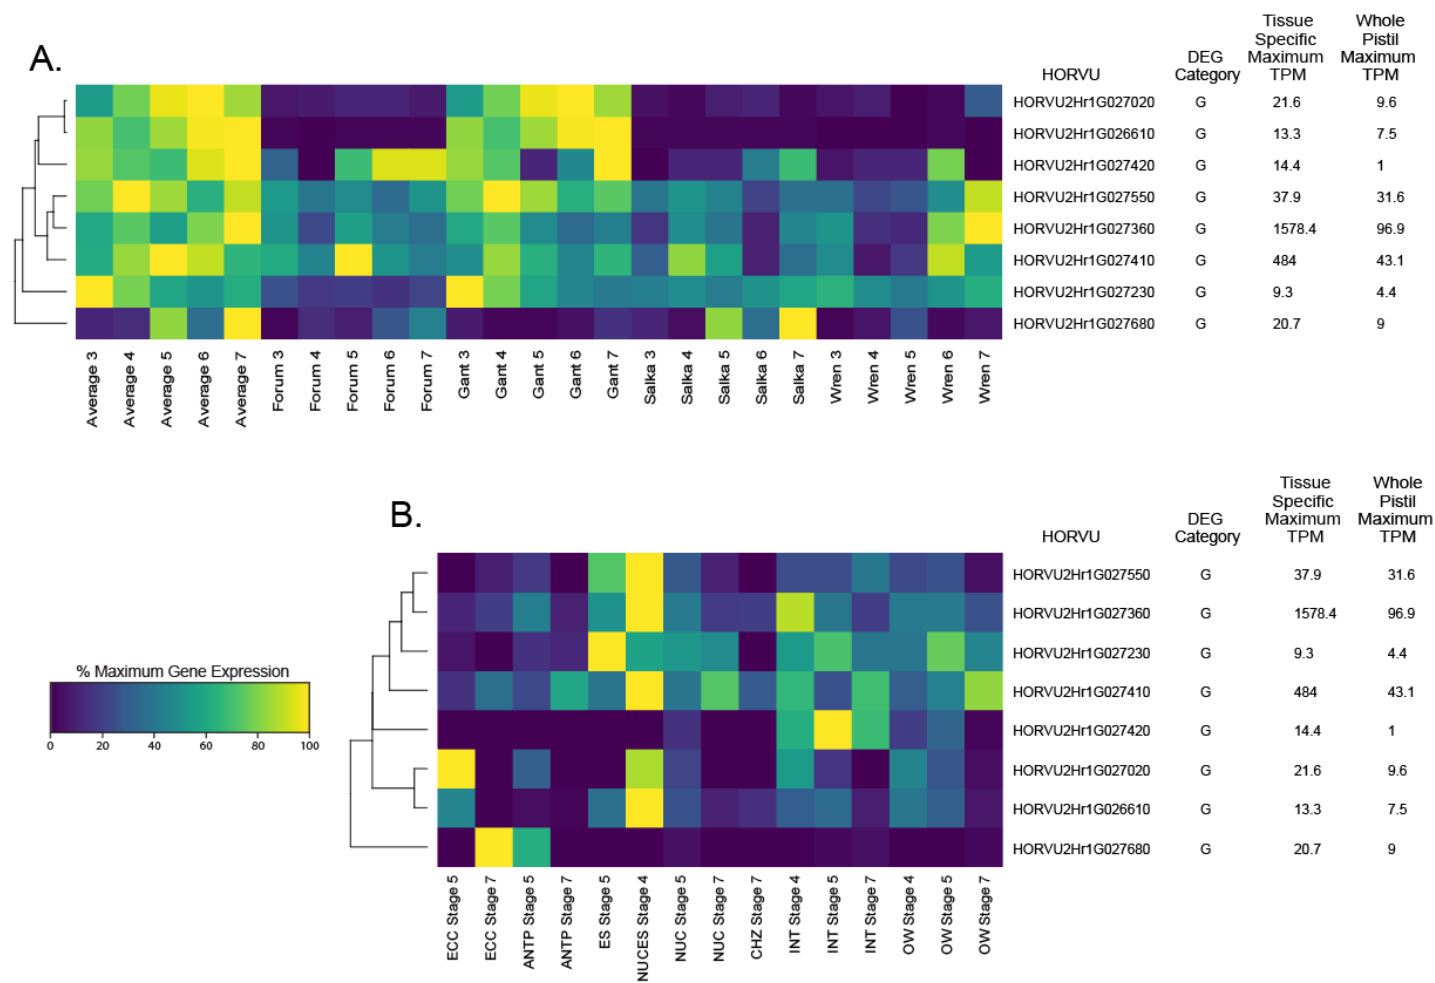 A.
HORVU
DEG
Category
Tissue
Specific
Maximum
TPM
Whole
Pistil
Maximum
TPM
HORVU2Hr1G027020 G 21.6 9.6
HORVU2Hr1G026610 G 13.3 7.5
HORVU2Hr1G027420 G 14.4 1
HORVU2Hr1G027550 G 37.9 31.6
HORVU2Hr1G027360 G 1578.4 96.9
HORVU2Hr1G027410 G 484 43.1
HORVU2Hr1G027230 G 9.3 4.4
HORVU2Hr1G027680 G 20.7 9
Average 3
Average 4
Average 5
Average 6
Average 7
Forum 3
Forum 4
Forum 5
Forum 6
Forum 7
Gant 3
Gant 4
Gant 5
Gant 6
Gant 7
Salka 3
Salka 4
Salka 5
Salka 6
Salka 7
Wren 3
Wren 4
Wren 5
Wren 6
Wren 7
B.
HORVU
DEG
Category
Tissue
Specific
Maximum
TPM
Whole
Pistil
Maximum
TPM
HORVU2Hr1G027550 G 37.9 31.6
HORVU2Hr1G027360 G 1578.4 96.9
HORVU2Hr1G027230 G 9.3 4.4
HORVU2Hr1G027410 G 484 43.1
HORVU2Hr1G027420 G 14.4 1
HORVU2Hr1G027020 G 21.6 9.6
HORVU2Hr1G026610 G 13.3 7.5
HORVU2Hr1G027680 G 20.7 9
% Maximum Gene Expression
0 20 40 60 80 100
ECC Stage 5
ECC Stage 7
ANTP Stage 5
ANTP Stage 7
ES Stage 5
NUCES Stage 4
NUC Stage 5
NUC Stage 7
CHZ Stage 7
INT Stage 4
INT Stage 5
INT Stage 7
OW Stage 4
OW Stage 5
OW Stage 7